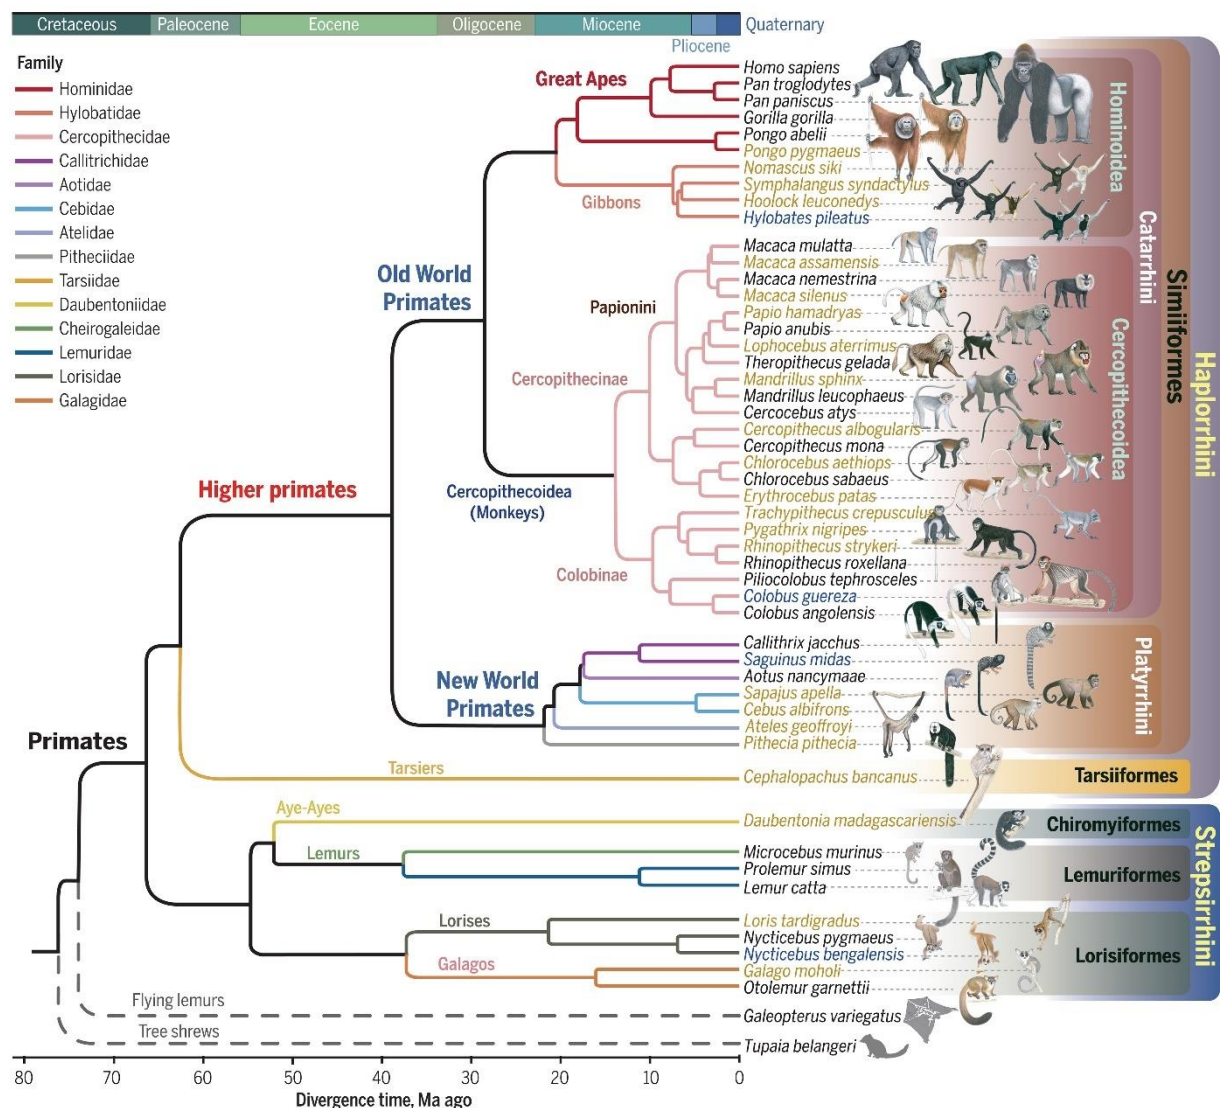 Cretaceous Paleocene Eocene Oligocene Miocene Quaternary
Pliocene
Family
Hominidae
Hylobatidae
Cercopithecidae
Callitrichidae
Aotidae
Cebidae
Atelidae
Pitheciidae
Tarsiidae
Daubentoniidae
Cheirogaleidae
Lemuridae
Lorisidae
Galagidae
Great Apes
Gibbons
Old World
Primates
Papionini
Cercopithecinae
Higher primates
Cercopithecoidea
(Monkeys)
Colobinae
New World
Primates
Primates
Tarsiers
Aye-Ayes
Lemurs
Lorises
Galagos
Flying lemurs
Tree shrews
Homo sapiens
Pan troglodytes
Pan paniscus
Gorilla gorilla
Pongo abelii
Pongo pygmaeus
Nomascus siki
Symphalangus syndactylus
Hoolock leuconedys
Hylobates pileatus
Macaca mulatta
Macaca assamensis
Macaca nemestrina
Macaca silenus
Papio hamadryas
Papio anubis
Lophocebus aterrimus
Theropithecus gelada
Mandrillus sphinx
Mandrillus leucophaeus
Cercocebus atys
Cercopithecus albogularis
Cercopithecus mona
Chlorocebus aethiops
Chlorocebus sabaeus
Erythrocebus patas
Trachypithecus crepusculus
Pygathrix nigripes
Rhinopithecus strykeri
Rhinopithecus roxellana
Piliocolobus tephrosceles
Colobus guereza
Colobus angolensis
Callithrix jacchus
Saguinus midas
Aotus nancymaae
Sapajus apella
Cebus albifrons
Ateles geoffroyi
Pithecia pithecia
Cephalopachus bancanus
Daubentonia madagascariensis
Microcebus murinus
Prolemur simus
Lemur catta
Loris tardigradus
Nycticebus pygmaeus
Nycticebus bengalensis
Galago moholi
Otolemur garnettii
Galeopterus variegatus
Tupaia belangeri
Hominoidea
Cercopithecoidea
Catarrhini
Platyrrhini
Simiiformes
Haplorrhini
Tarsiiformes
Chiromyiformes
Lemuriformes
Lorisiformes
Strepsirrhini
80 70 60 50 40 30 20 10 0
Divergence time, Ma ago